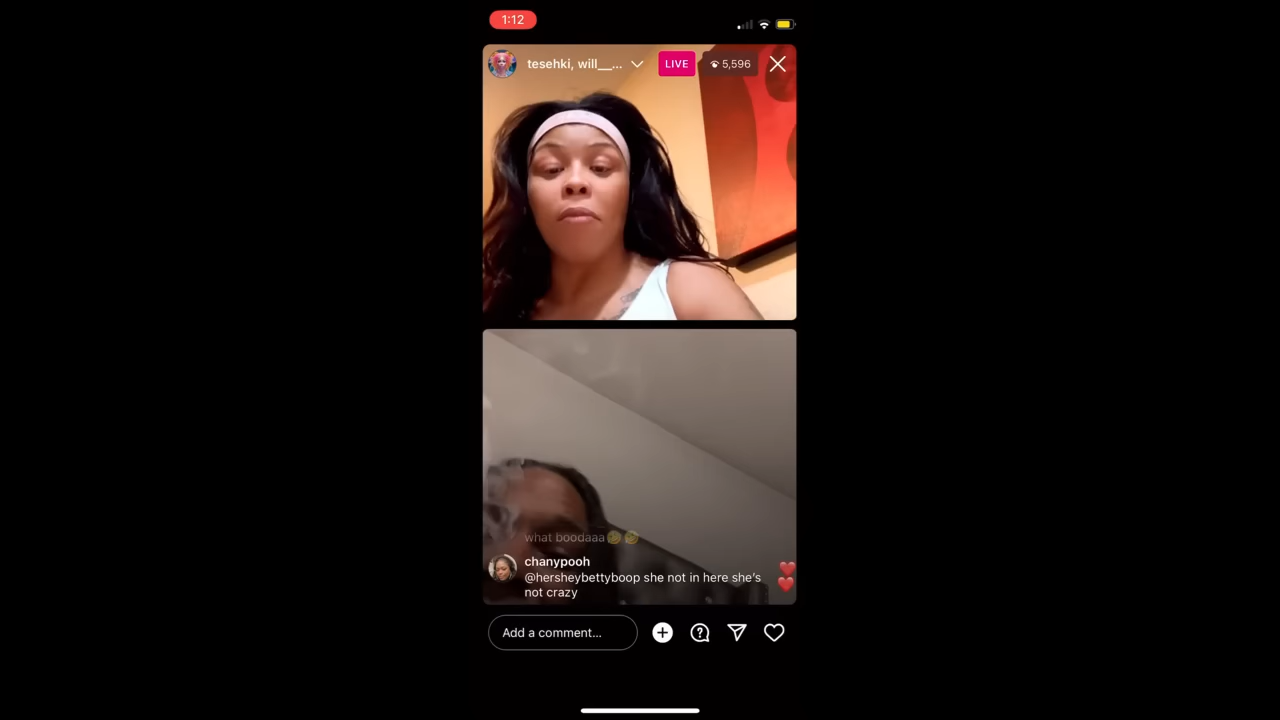 1:12
tesehki, will__...
LIVE
5,596
what boodaaa🤣🤣
chanypooh
@hersheybettyboop she not in here she's
not crazy
Add a comment...